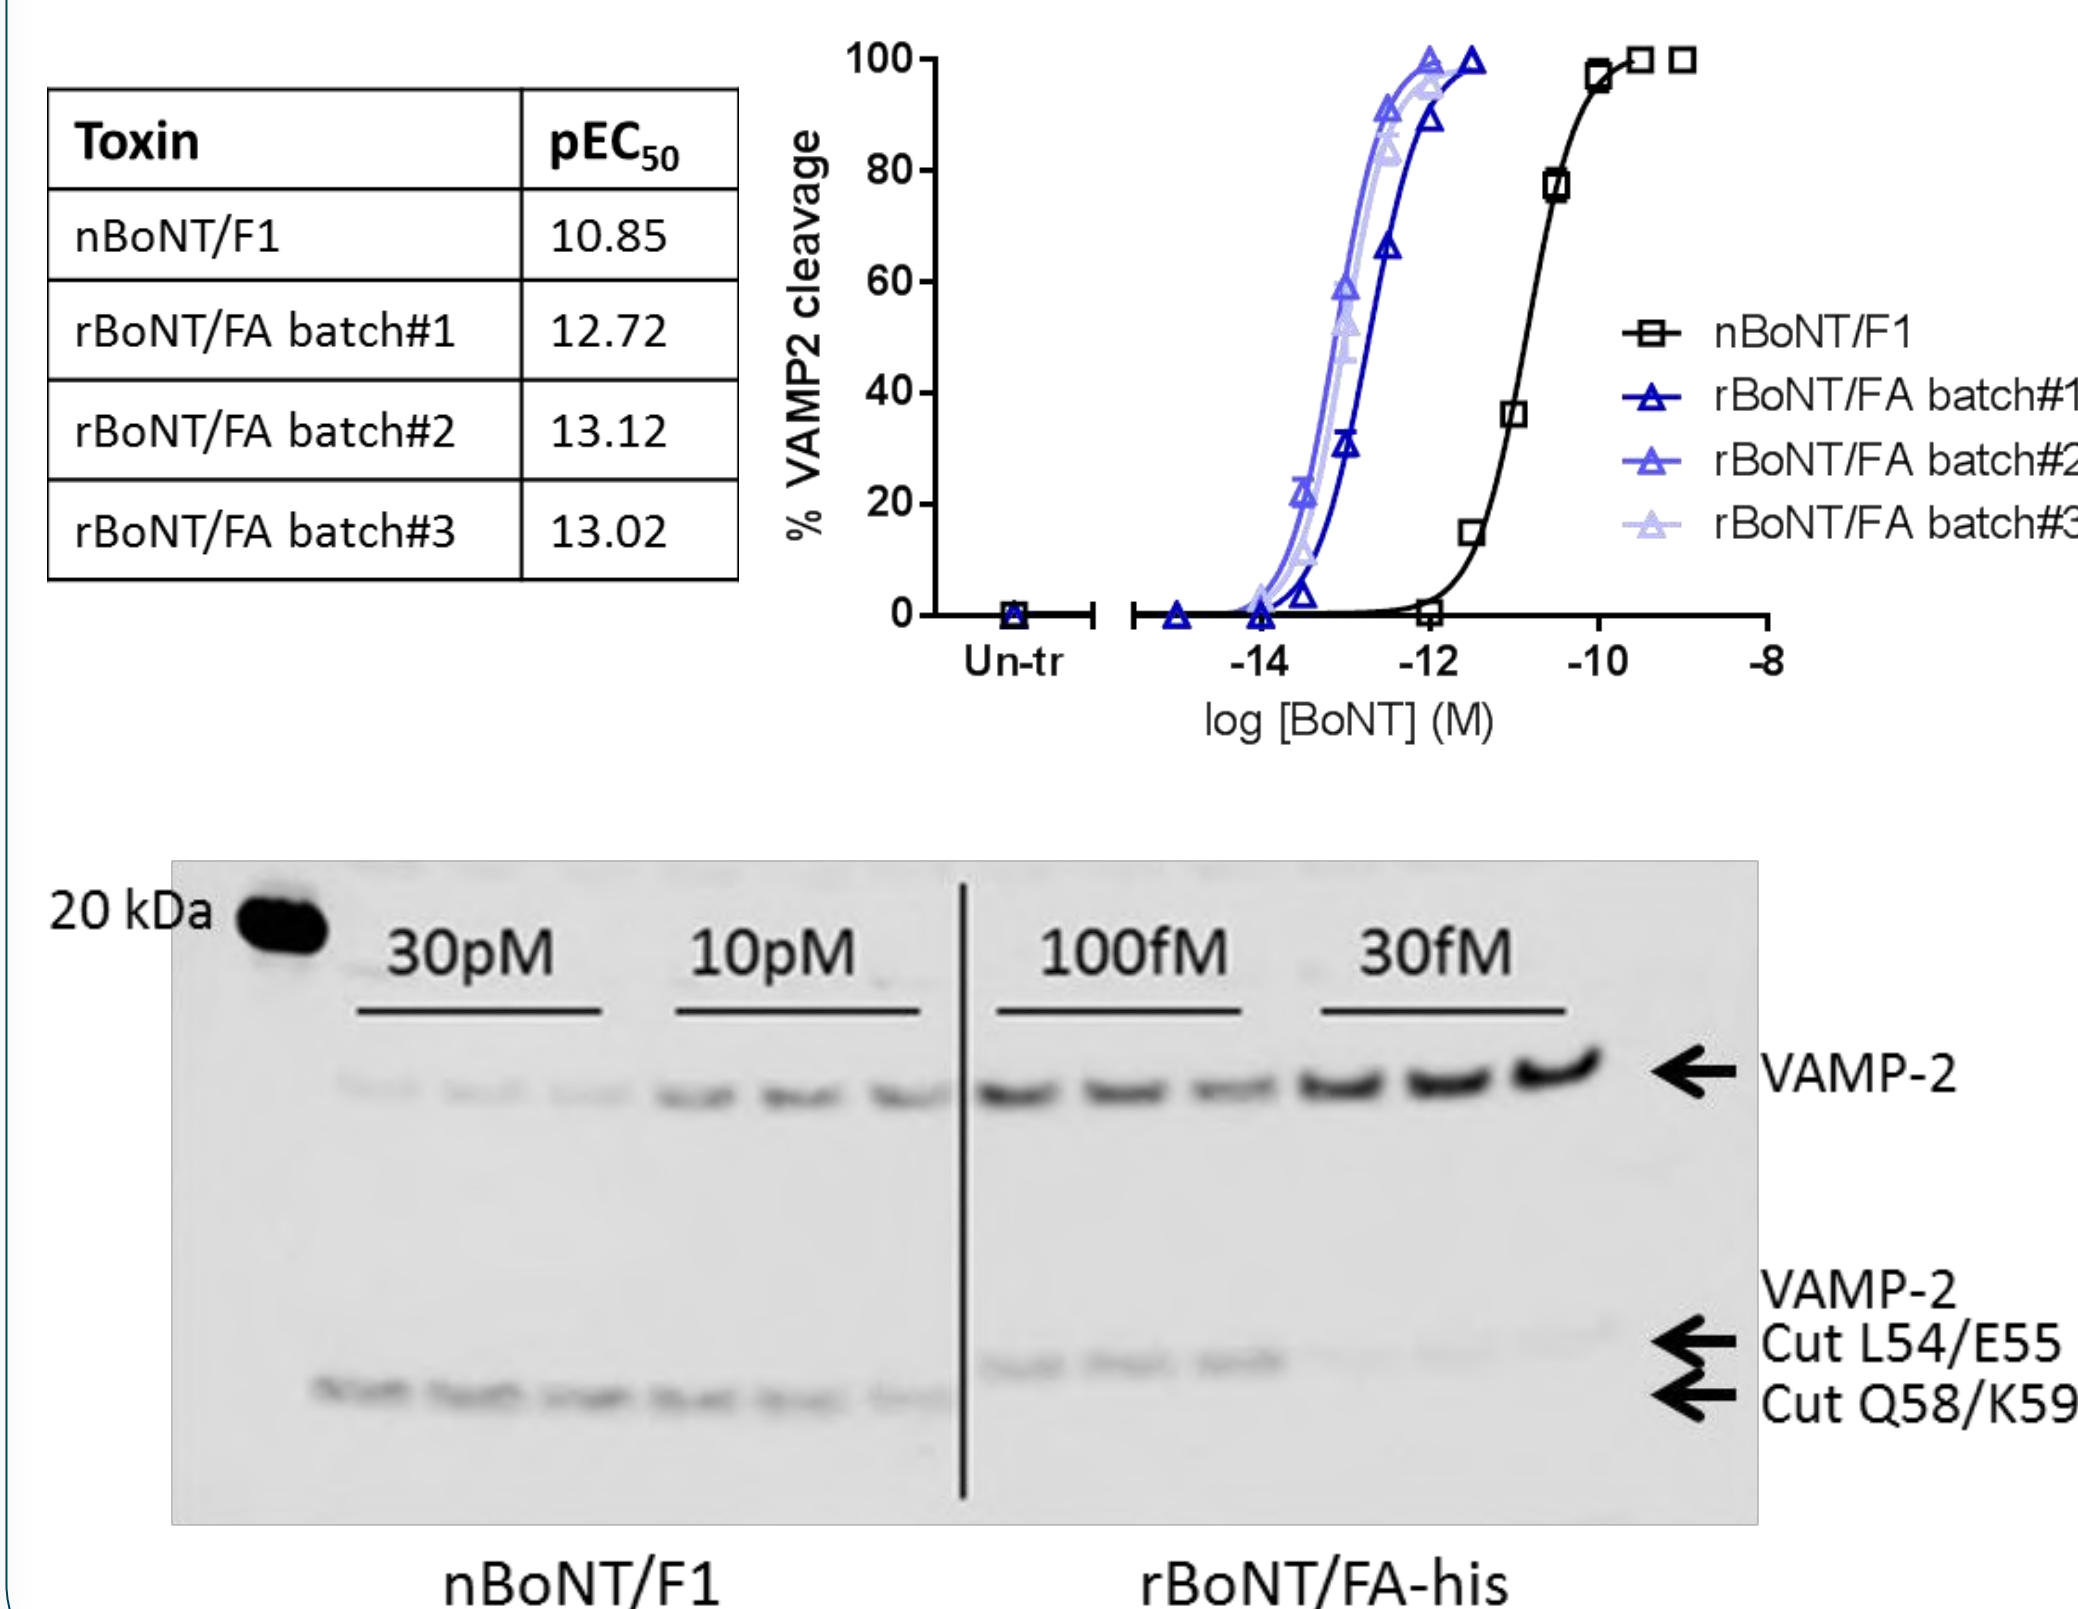 Toxin pEC50
nBoNT/F1 10.85
rBoNT/FA batch#1 12.72
rBoNT/FA batch#2 13.12
rBoNT/FA batch#3 13.02
% VAMP2 cleavage
100
80
60
40
20
0
Un-tr -14 -12 -10 -8
log [BoNT] (M)
nBoNT/F1
rBoNT/FA batch#1
rBoNT/FA batch#2
rBoNT/FA batch#3
20 kDa
30pM 10pM 100fM 30fM
VAMP-2
VAMP-2
Cut L54/E55
Cut Q58/K59
nBoNT/F1 rBoNT/FA-his